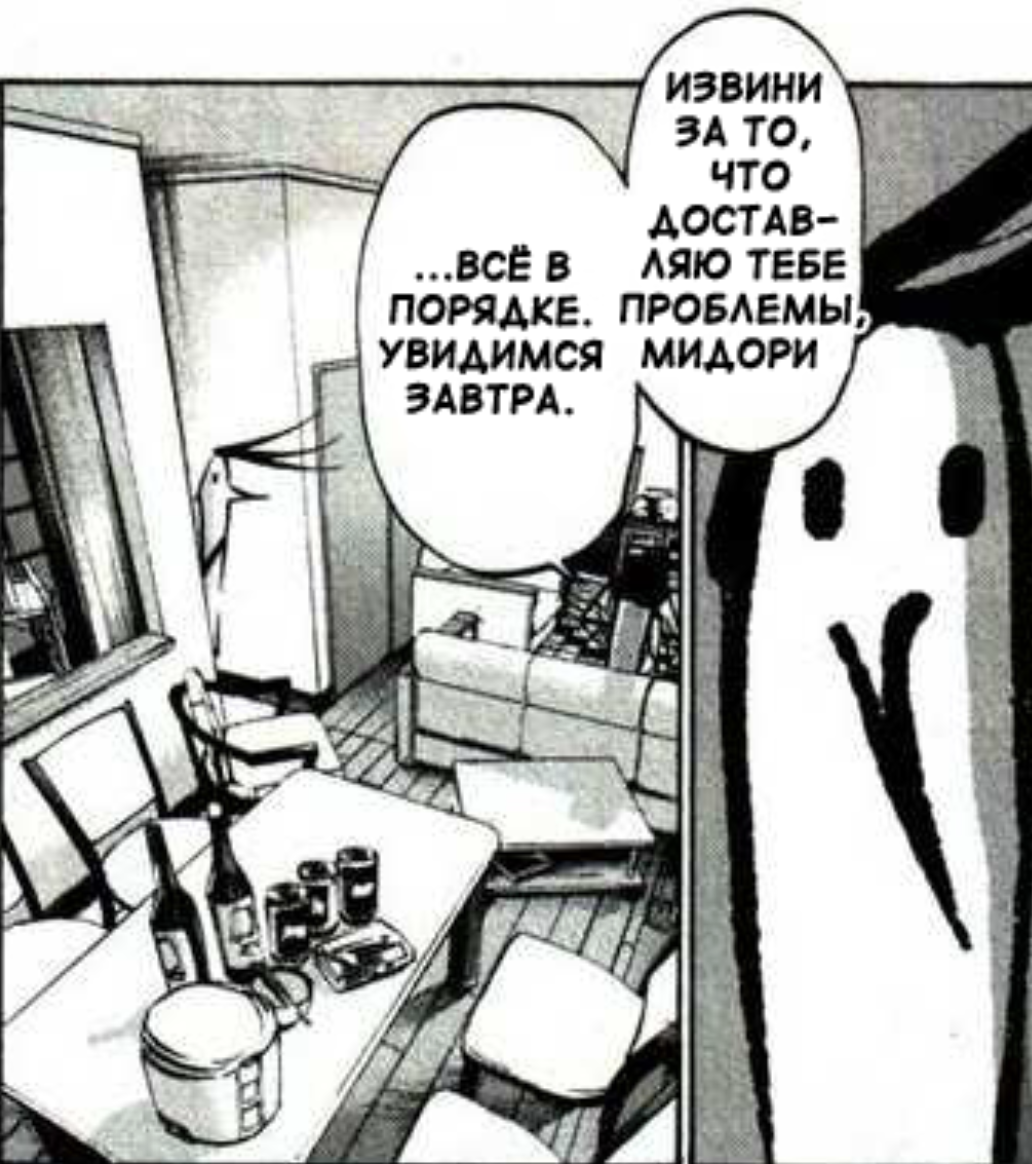 ИЗВИНИ
ЗА ТО,
ЧТО
ДОСТАВ-
ЛЯЮ ТЕБЕ
ПРОБЛЕМЫ,
МИДОРИ
...ВСЁ В
ПОРЯДКЕ.
УВИДИМСЯ
ЗАВТРА.